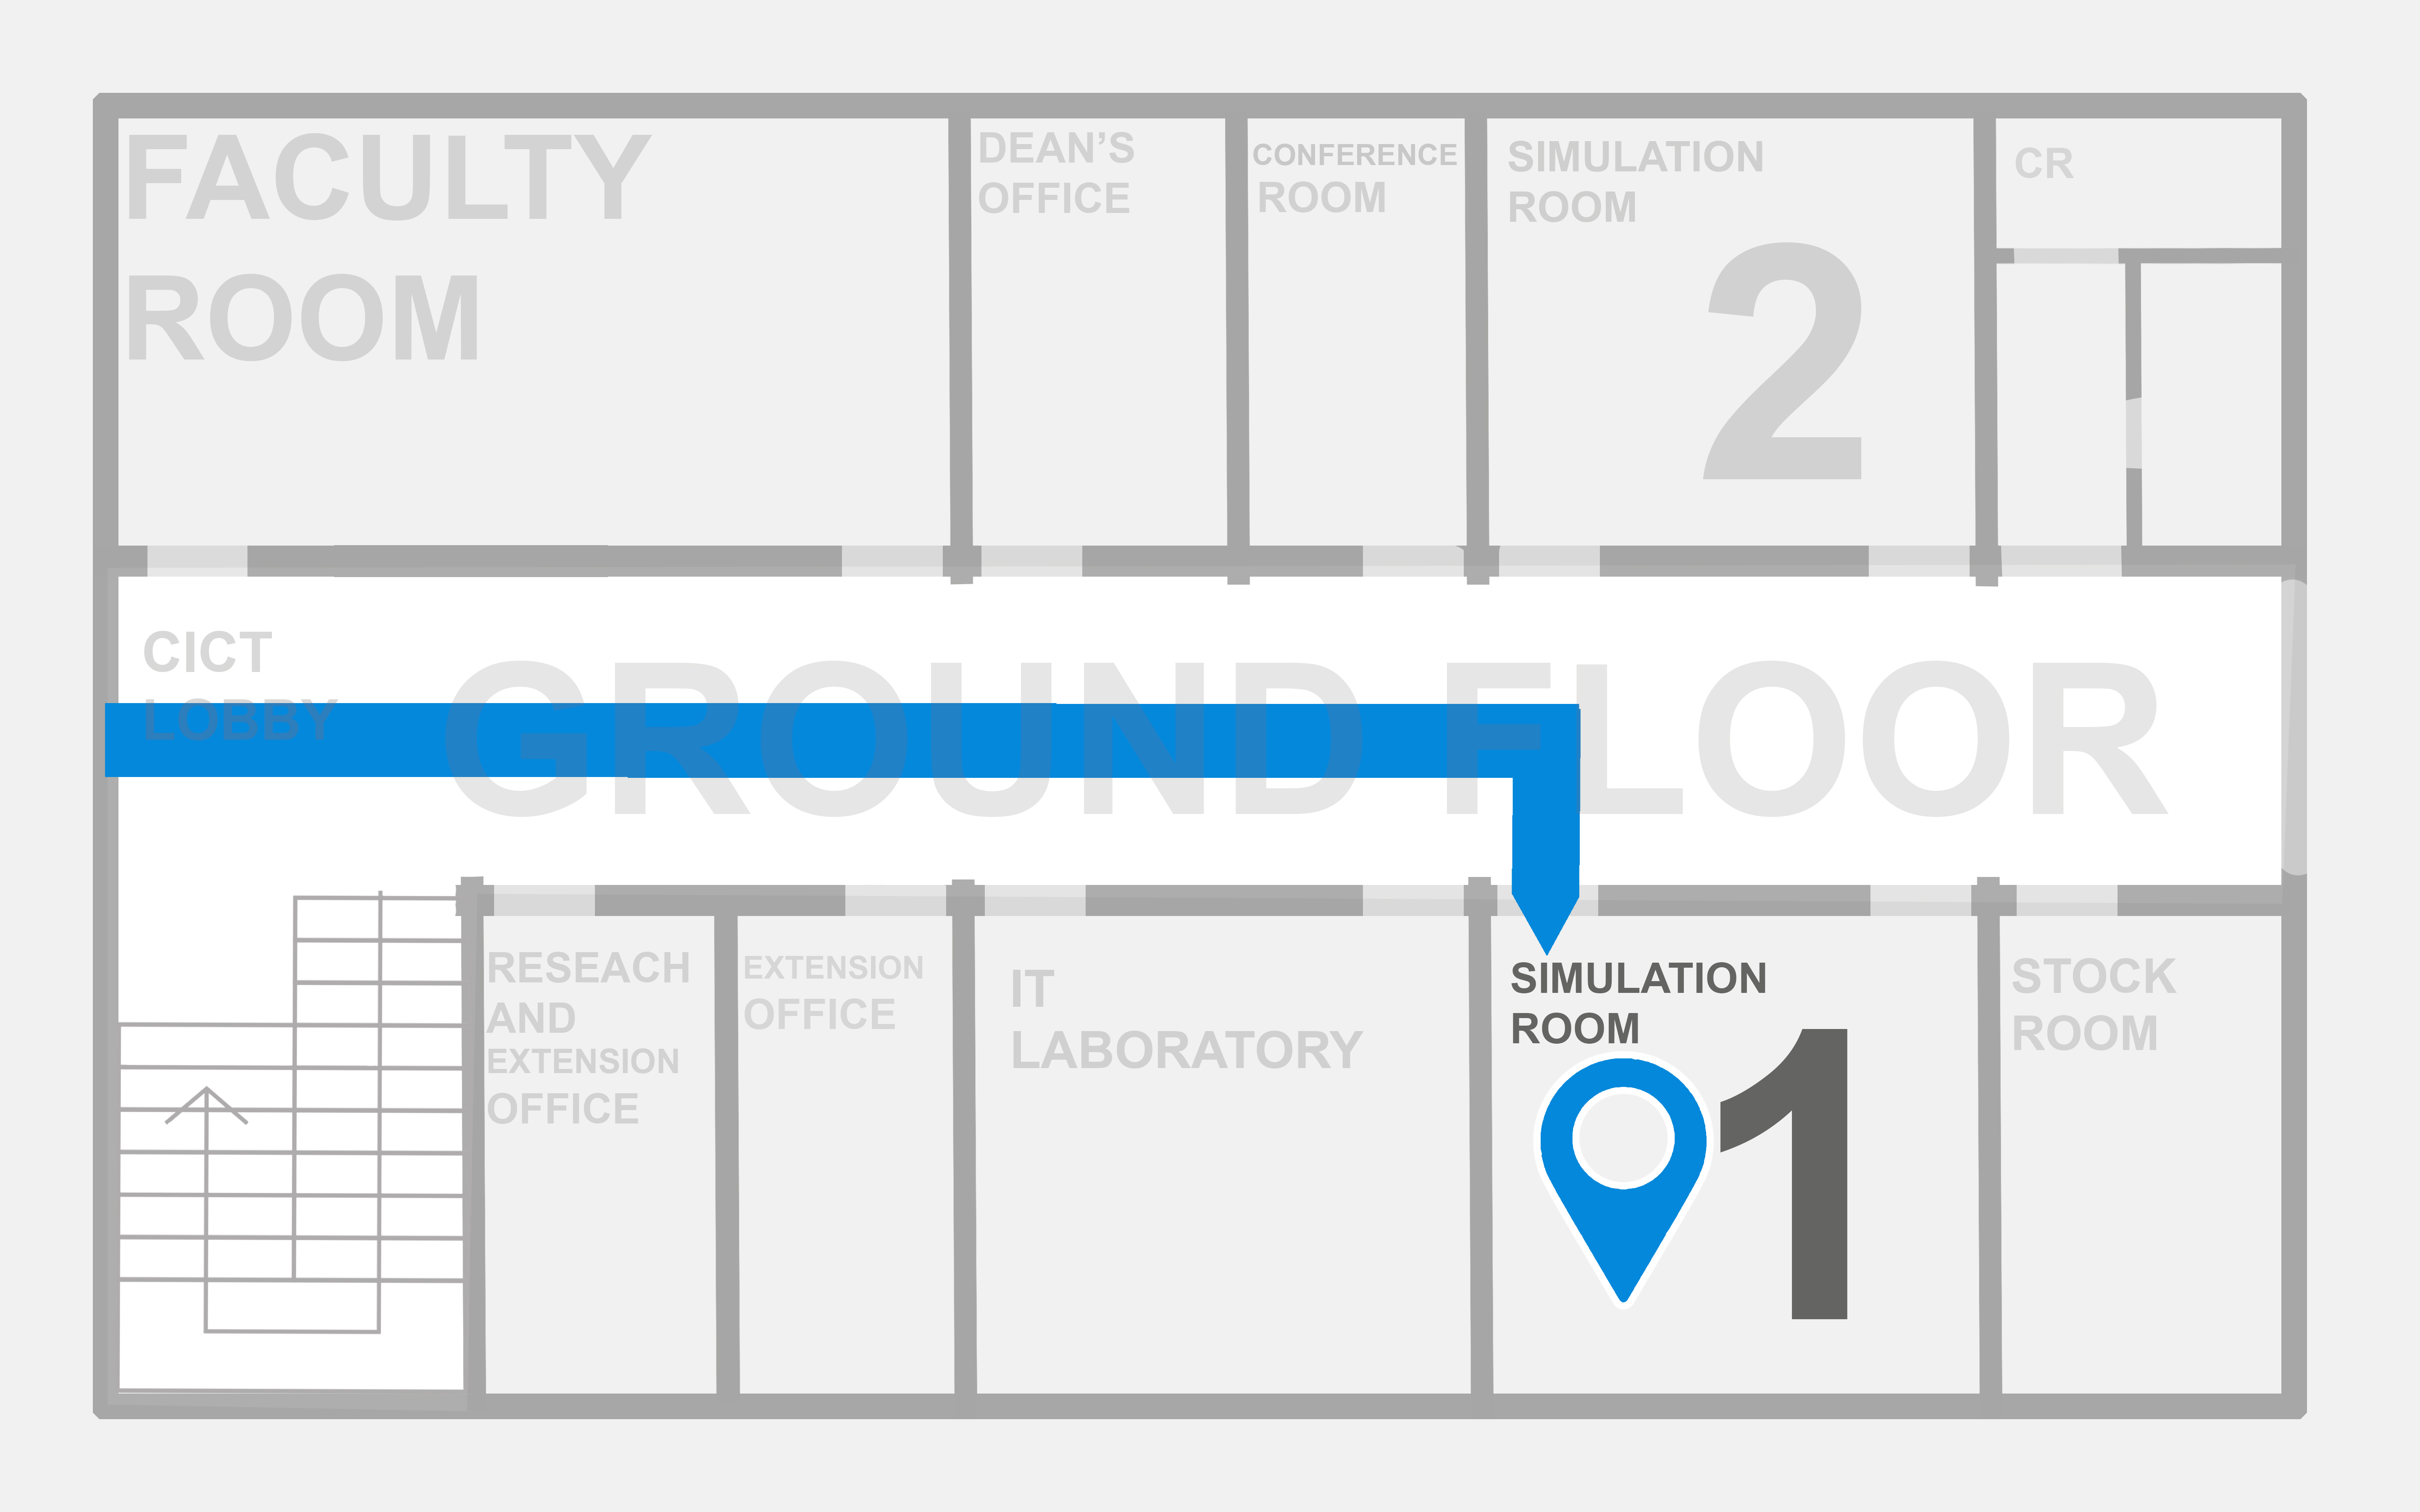 FACULTY
ROOM
DEAN'S
OFFICE
CONFERENCE
ROOM
SIMULATION
ROOM
2
CR
CICT
LOBBY
GROUND FLOOR
RESEACH
AND
EXTENSION
OFFICE
EXTENSION
OFFICE
IT
LABORATORY
SIMULATION
ROOM
1
STOCK
ROOM